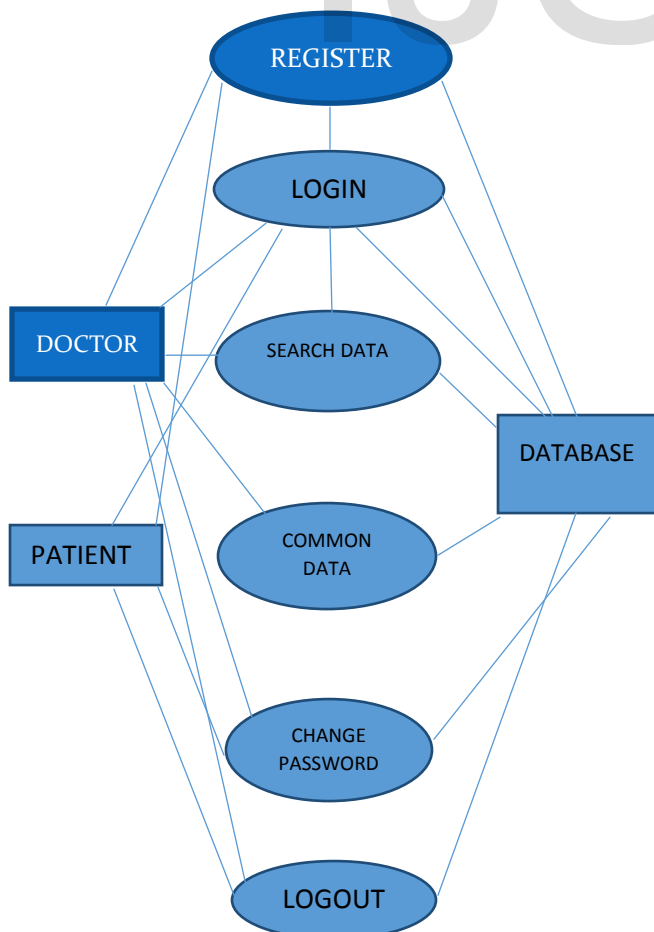 REGISTER
LOGIN
DOCTOR
SEARCH DATA
DATABASE
PATIENT
COMMON
DATA
CHANGE
PASSWORD
LOGOUT